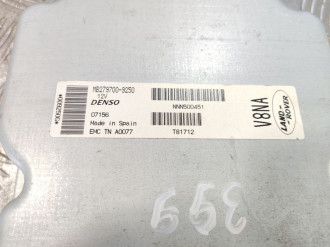 MB279700-9250
12V
DENSO
NNN500451
07156
Made in Spain
EMC TN A0077
T81712
V8NA
LAND ROVER
359